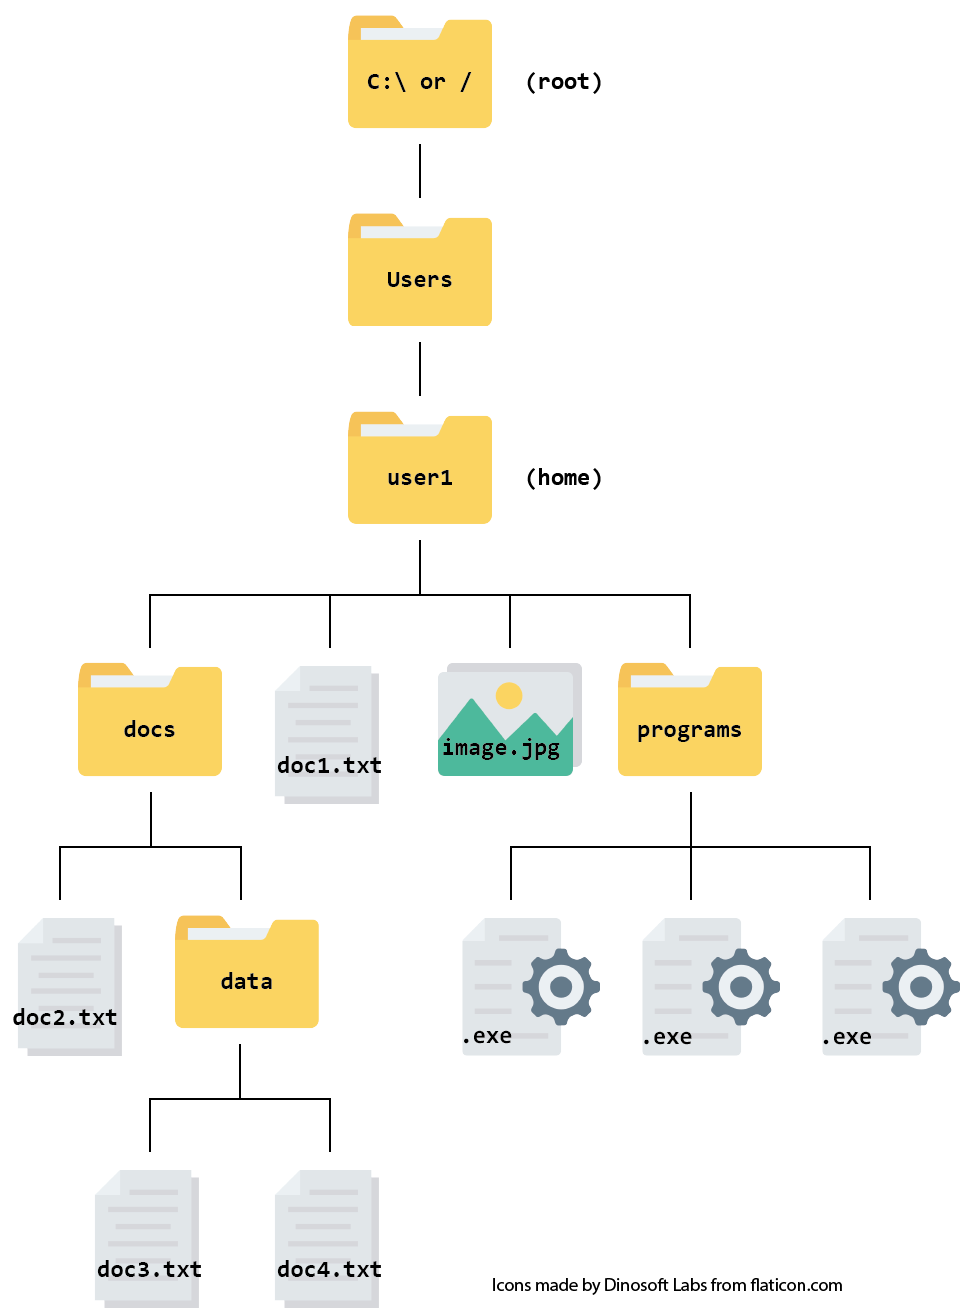 C:\ or /
(root)
Users
user1
(home)
docs
doc1.txt
image.jpg
programs
doc2.txt
data
.exe
.exe
.exe
doc3.txt
doc4.txt
Icons made by Dinosoft Labs from flaticon.com